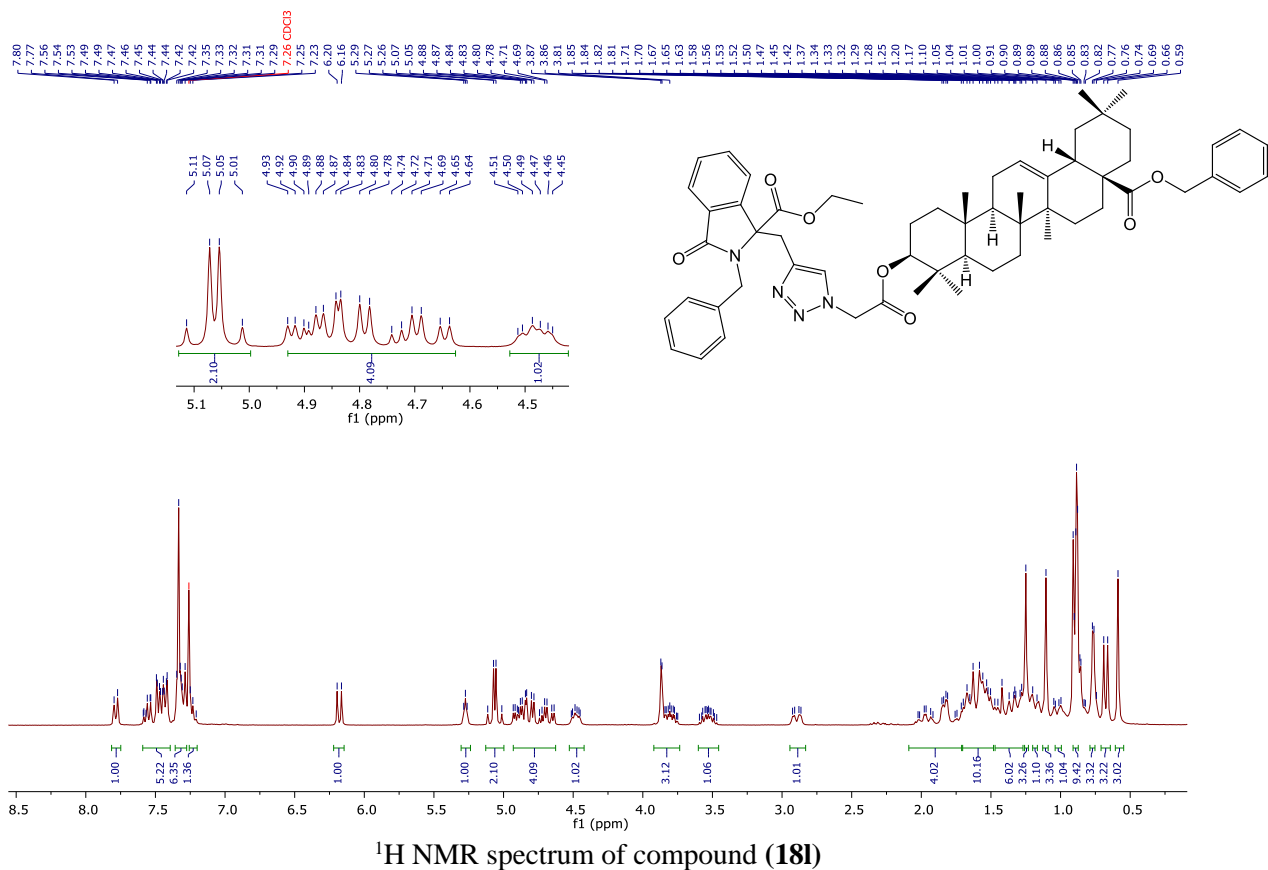 7.80 7.77 7.56 7.54 7.53 7.49 7.49 7.47 7.46 7.45 7.44 7.44 7.42 7.42 7.35 7.33 7.32 7.31 7.31 7.29 7.26 CDCl3 7.25 7.23 6.20 6.16 5.29 5.27 5.26 5.07 5.05 4.88 4.87 4.84 4.83 4.80 4.78 4.71 4.69 3.87 3.86 3.81 1.85 1.84 1.82 1.81 1.71 1.70 1.67 1.65 1.63 1.58 1.56 1.53 1.52 1.50 1.47 1.45 1.42 1.37 1.34 1.33 1.32 1.29 1.28 1.25 1.20 1.17 1.10 1.05 1.04 1.01 1.00 0.91 0.90 0.89 0.89 0.88 0.86 0.85 0.83 0.82 0.77 0.76 0.74 0.69 0.66 0.59
5.11 5.07 5.05 5.01 4.93 4.92 4.90 4.89 4.88 4.87 4.84 4.83 4.80 4.78 4.74 4.72 4.71 4.69 4.65 4.64 4.51 4.50 4.49 4.47 4.46 4.45
2.10 4.09 1.02
5.1 5.0 4.9 4.8 4.7 4.6 4.5
f1 (ppm)
O
O
O
O
N
N
N
N
O
O
H
H
H
O
O
1.00 5.22 6.35 1.36 1.00 1.00 2.10 4.09 1.02 3.12 1.06 1.01 4.02 10.16 6.02 3.26 1.10 3.36 1.04 9.42 3.32 3.22 3.02
8.5 8.0 7.5 7.0 6.5 6.0 5.5 5.0 4.5 4.0 3.5 3.0 2.5 2.0 1.5 1.0 0.5
f1 (ppm)
¹H NMR spectrum of compound (18l)